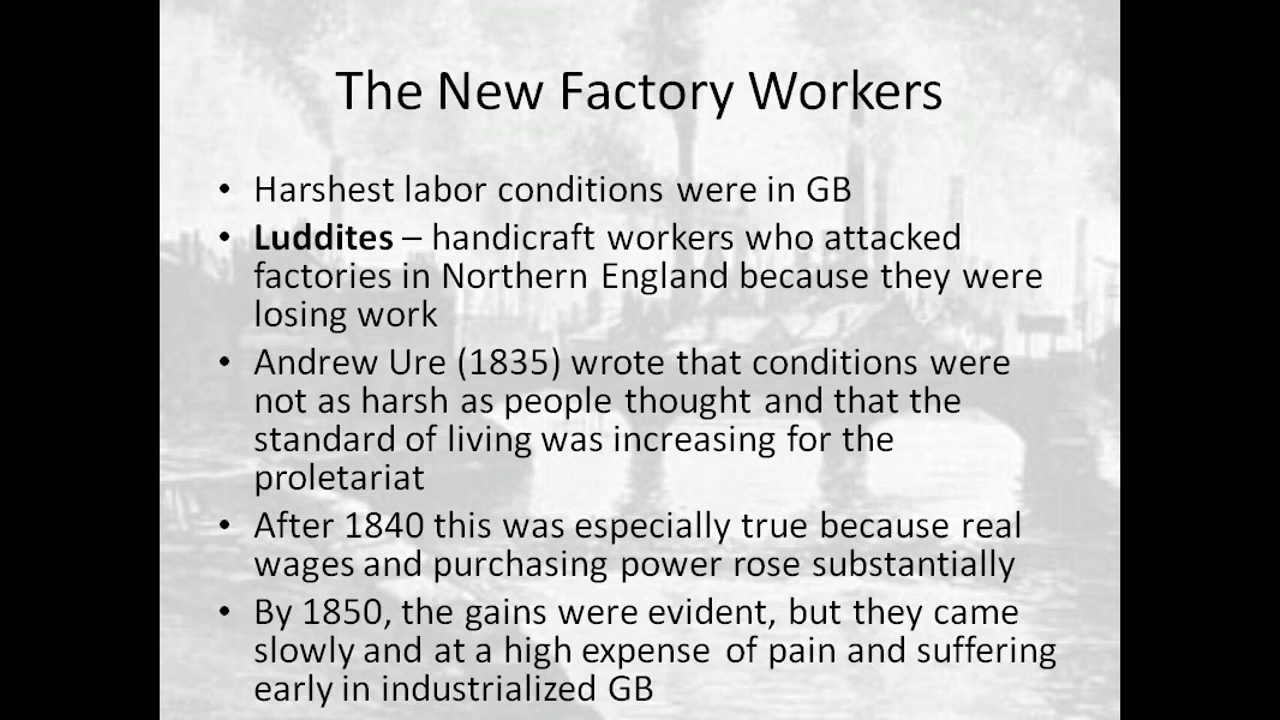 The New Factory Workers
• Harshest labor conditions were in GB
• Luddites – handicraft workers who attacked
factories in Northern England because they were
losing work
• Andrew Ure (1835) wrote that conditions were
not as harsh as people thought and that the
standard of living was increasing for the
proletariat
• After 1840 this was especially true because real
wages and purchasing power rose substantially
• By 1850, the gains were evident, but they came
slowly and at a high expense of pain and suffering
early in industrialized GB